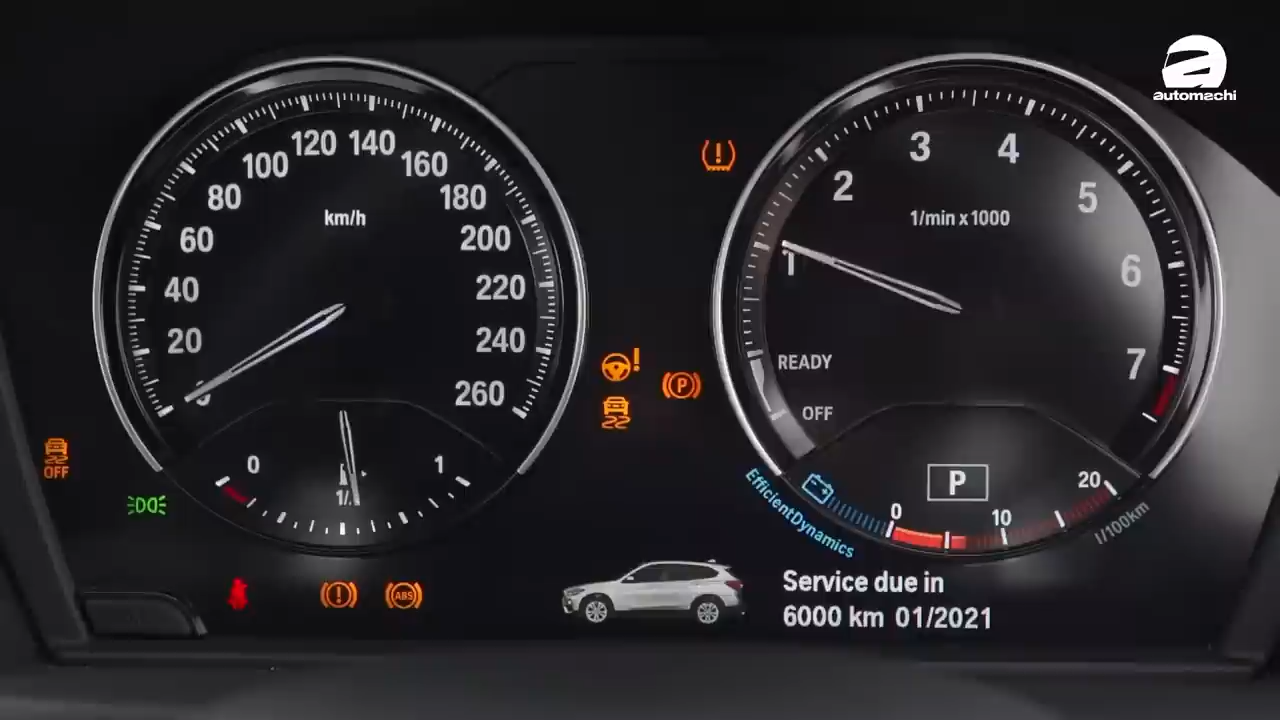 automachi
120 140
100 160
80 180
60 200
40 220
20 240
0 260
km/h
0 1
1/
OFF
ABS
P
3 4
2 5
1 6
7
1/min x 1000
READY
OFF
P
EfficientDynamics
0 10 20
l/100km
Service due in
6000 km 01/2021